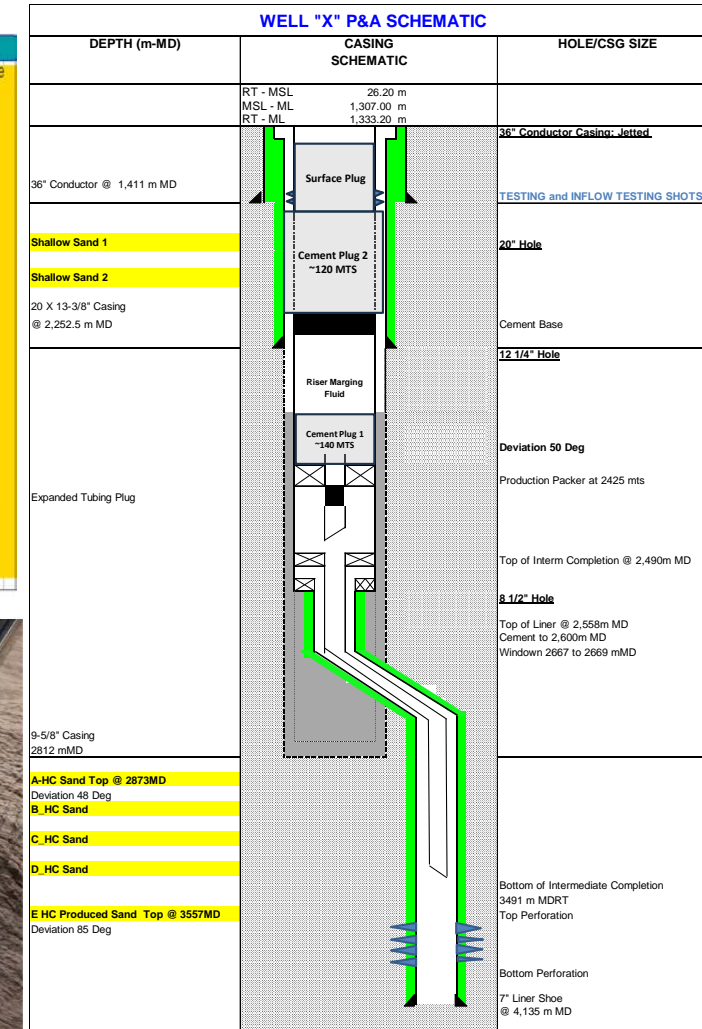 WELL "X" P&A SCHEMATIC
DEPTH (m-MD)
CASING
SCHEMATIC
HOLE/CSG SIZE
RT - MSL 26.20 m
MSL - ML 1,307.00 m
RT - ML 1,333.20 m
36" Conductor Casing: Jetted
Surface Plug
36" Conductor @ 1,411 m MD
TESTING and INFLOW TESTING SHOTS
Shallow Sand 1
20" Hole
Cement Plug 2
~120 MTS
Shallow Sand 2
20 X 13-3/8" Casing
@ 2,252.5 m MD
Cement Base
12 1/4" Hole
Riser Marging
Fluid
Cement Plug 1
~140 MTS
Deviation 50 Deg
Production Packer at 2425 mts
Expanded Tubing Plug
Top of Interm Completion @ 2,490m MD
8 1/2" Hole
Top of Liner @ 2,558m MD
Cement to 2,600m MD
Windown 2667 to 2669 mMD
9-5/8" Casing
2812 mMD
A-HC Sand Top @ 2873MD
Deviation 48 Deg
B_HC Sand
C_HC Sand
D_HC Sand
Bottom of Intermediate Completion
3491 m MDRT
E HC Produced Sand Top @ 3557MD
Top Perforation
Deviation 85 Deg
Bottom Perforation
7" Liner Shoe
@ 4,135 m MD